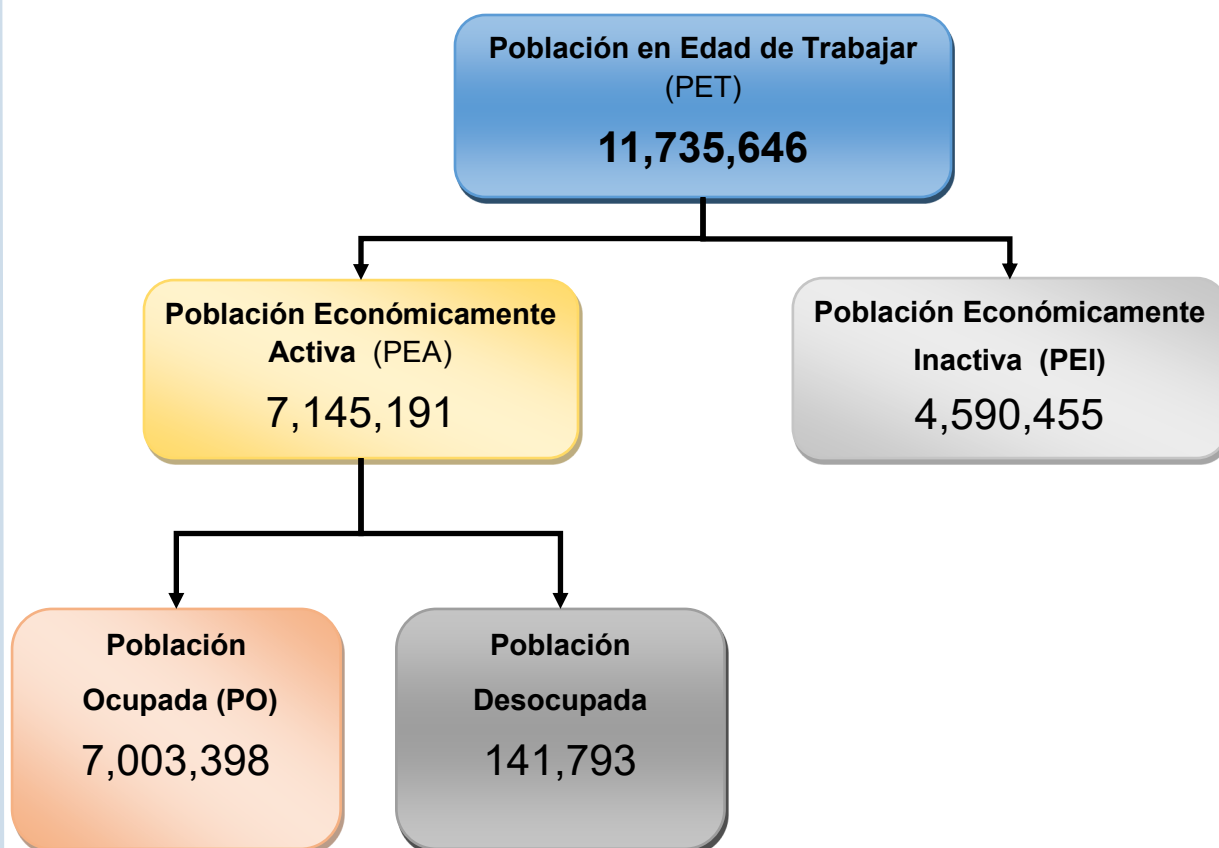 Población en Edad de Trabajar
(PET)
11,735,646
Población Económicamente
Activa (PEA)
7,145,191
Población Económicamente
Inactiva (PEI)
4,590,455
Población
Ocupada (PO)
7,003,398
Población
Desocupada
141,793